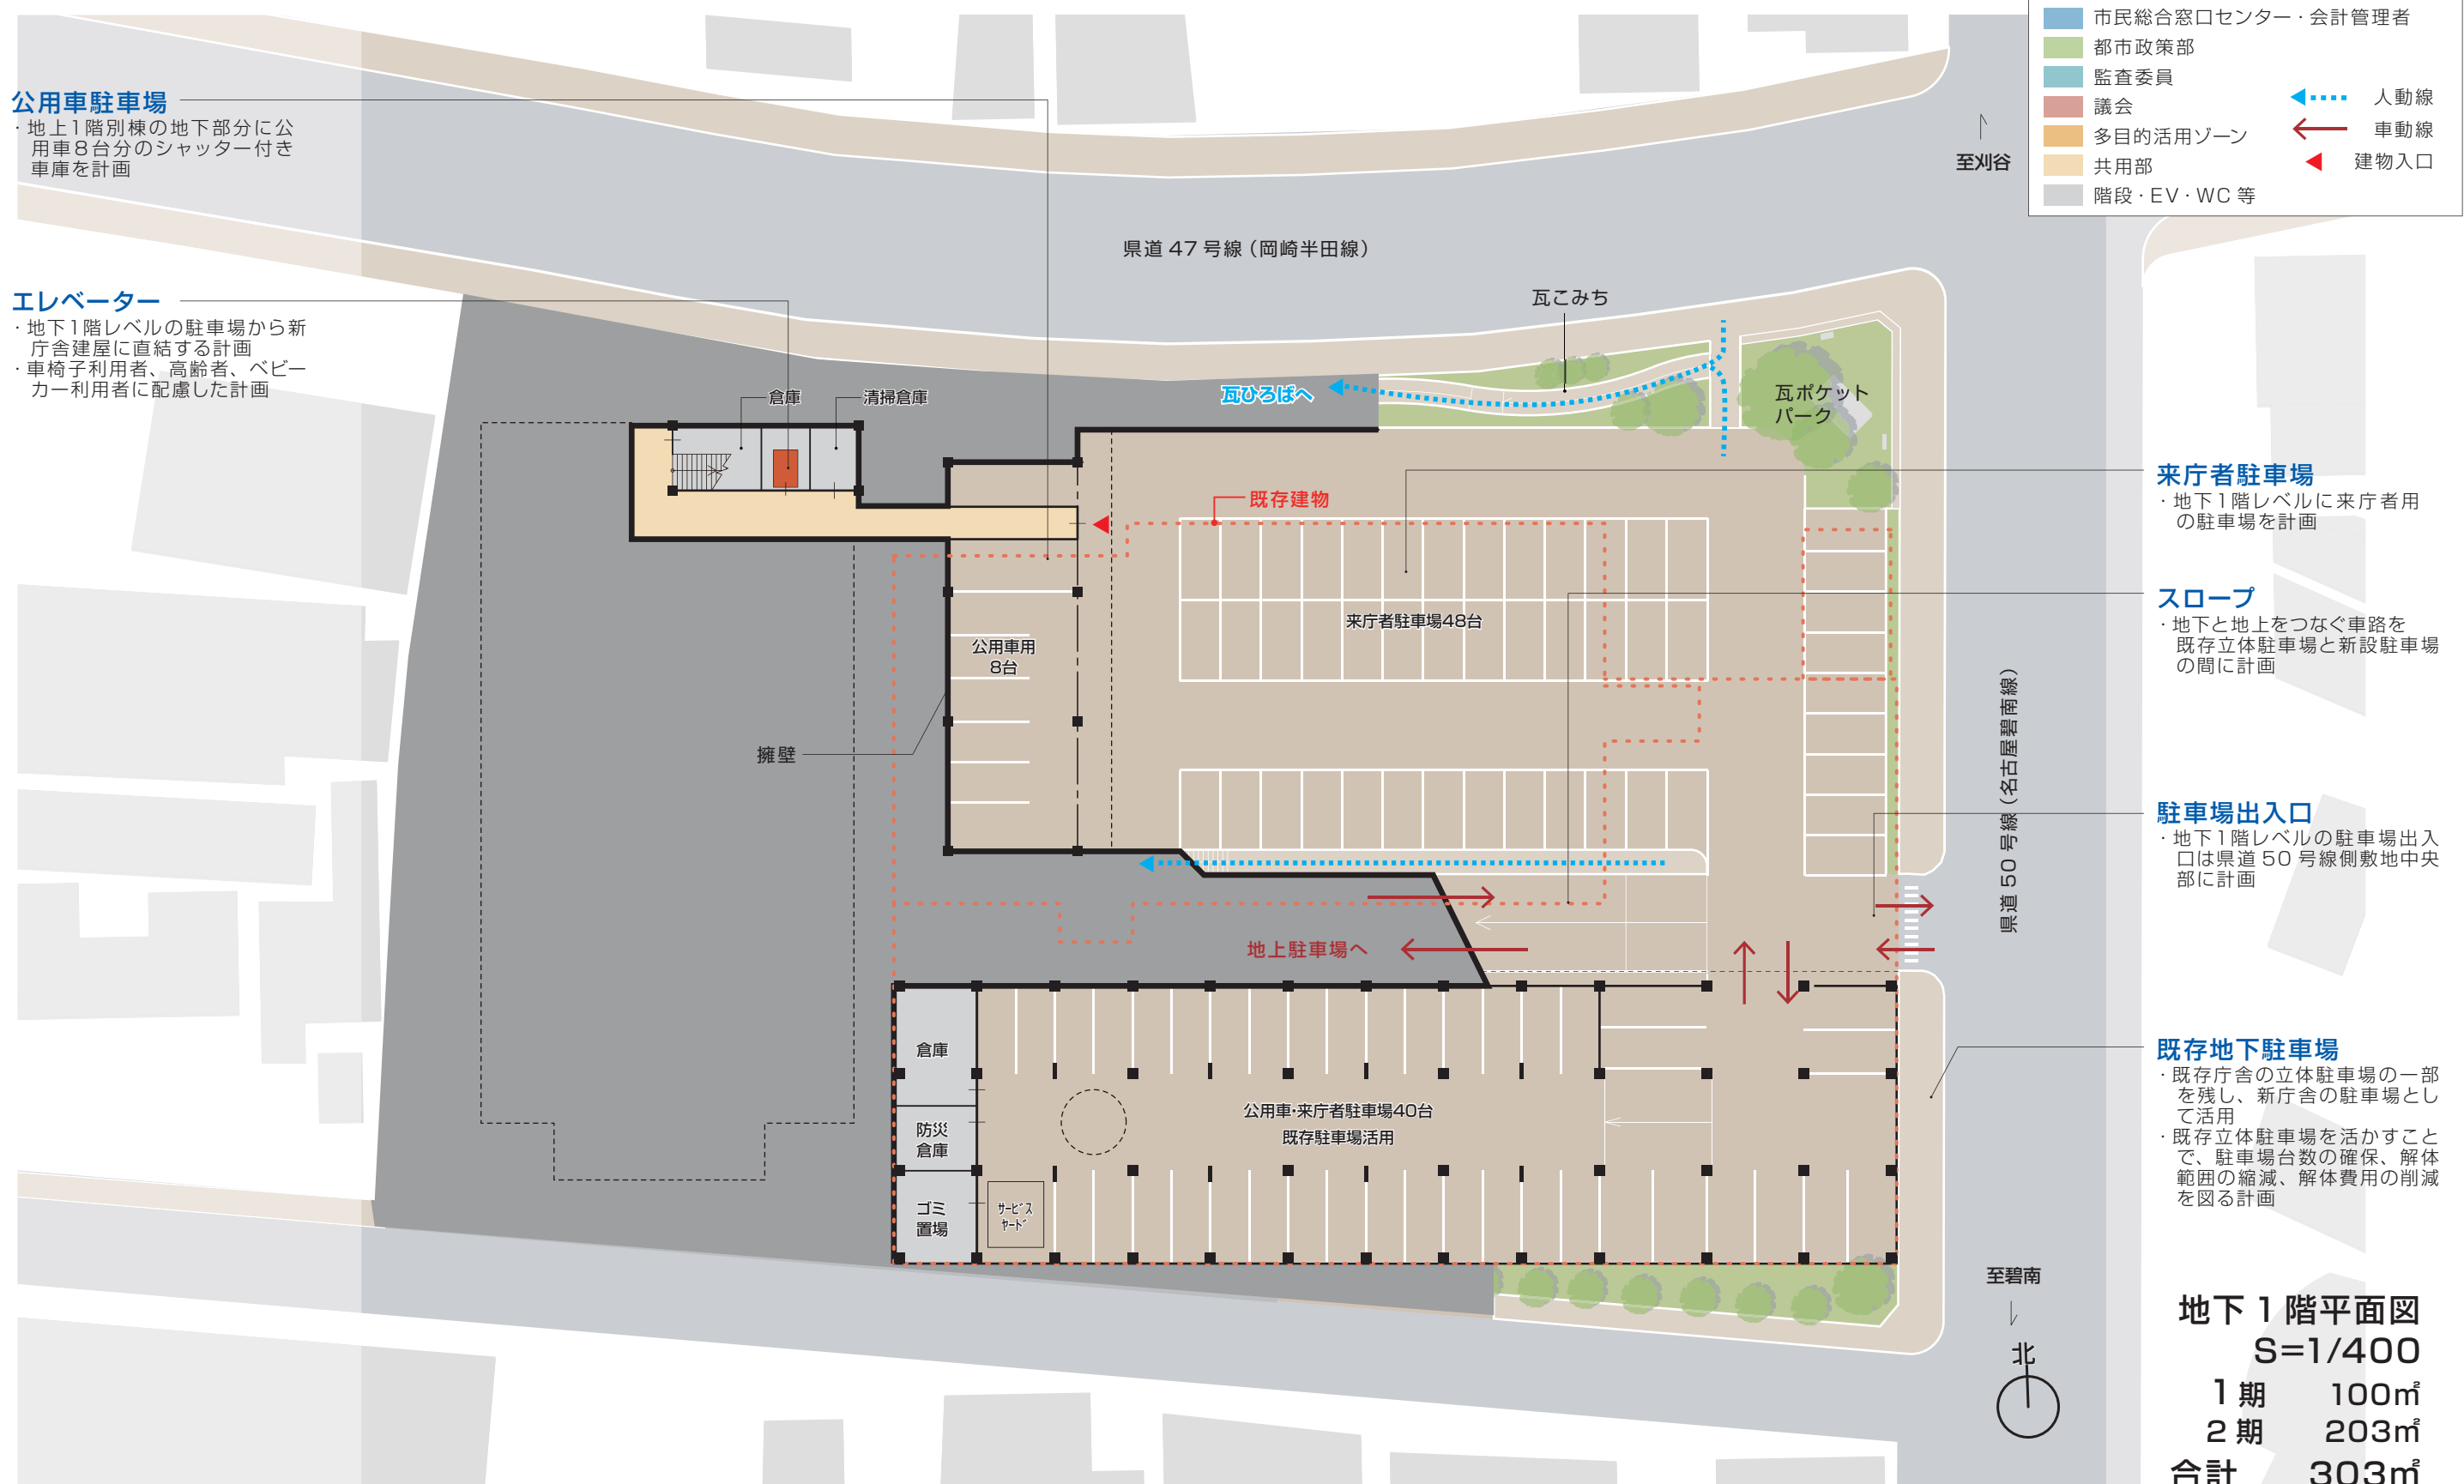 市民総合窓口センター・会計管理者
都市政策部
監査委員
議会
多目的活用ゾーン
共用部
階段・EV・WC 等
人動線
車動線
建物入口
公用車駐車場
・地上1階別棟の地下部分に公
用車8台分のシャッター付き
車庫を計画
エレベーター
・地下1階レベルの駐車場から新
庁舎建屋に直結する計画
・車椅子利用者、高齢者、ベビー
カー利用者に配慮した計画
至刈谷
県道 47 号線（岡崎半田線）
瓦こみち
瓦ひろばへ
瓦ポケット
パーク
倉庫
清掃倉庫
既存建物
来庁者駐車場
・地下1階レベルに来庁者用
の駐車場を計画
スロープ
・地下と地上をつなぐ車路を
既存立体駐車場と新設駐車場
の間に計画
来庁者駐車場48台
公用車用
8台
擁壁
県道 50 号線（名古屋碧南線）
駐車場出入口
・地下1階レベルの駐車場出入
口は県道 50 号線側敷地中央
部に計画
地上駐車場へ
既存地下駐車場
・既存庁舎の立体駐車場の一部
を残し、新庁舎の駐車場とし
て活用
・既存立体駐車場を活かすこと
で、駐車場台数の確保、解体
範囲の縮減、解体費用の削減
を図る計画
倉庫
防災
倉庫
ゴミ
置場
サービス
ヤード
公用車・来庁者駐車場40台
既存駐車場活用
至碧南
北
地下 1 階平面図
S=1/400
1 期 100㎡
2 期 203㎡
合計 303㎡